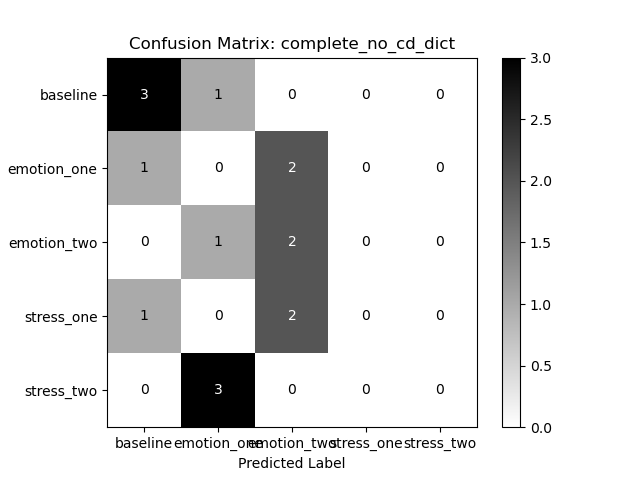 Confusion Matrix: complete_no_cd_dict
baseline 3 1 0 0 0
emotion_one 1 0 2 0 0
emotion_two 0 1 2 0 0
stress_one 1 0 2 0 0
stress_two 0 3 0 0 0
baseline emotion_one emotion_two stress_one stress_two
Predicted Label
3.0
2.5
2.0
1.5
1.0
0.5
0.0